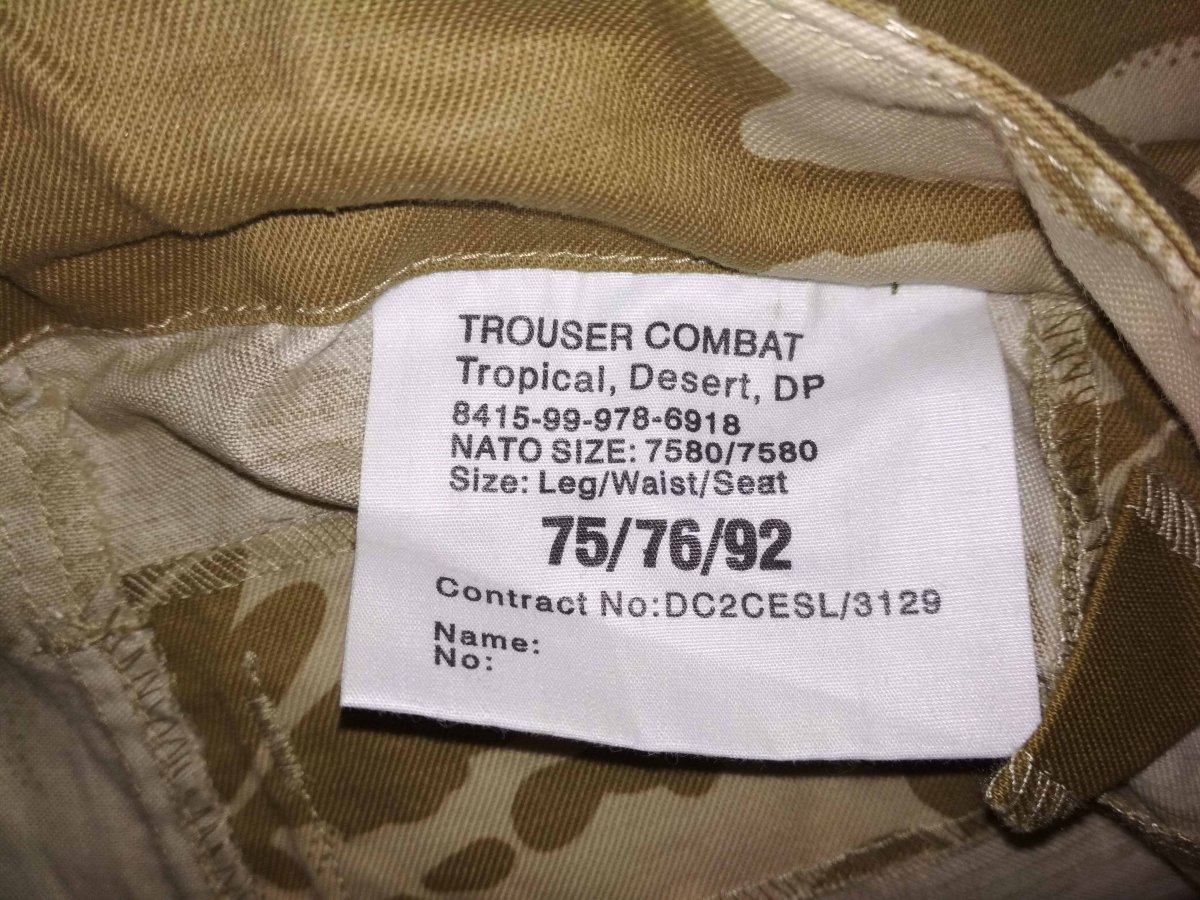 TROUSER COMBAT
Tropical, Desert, DP
8415-99-978-6918
NATO SIZE: 7580/7580
Size: Leg/Waist/Seat
75/76/92
Contract No:DC2CESL/3129
Name:
No: